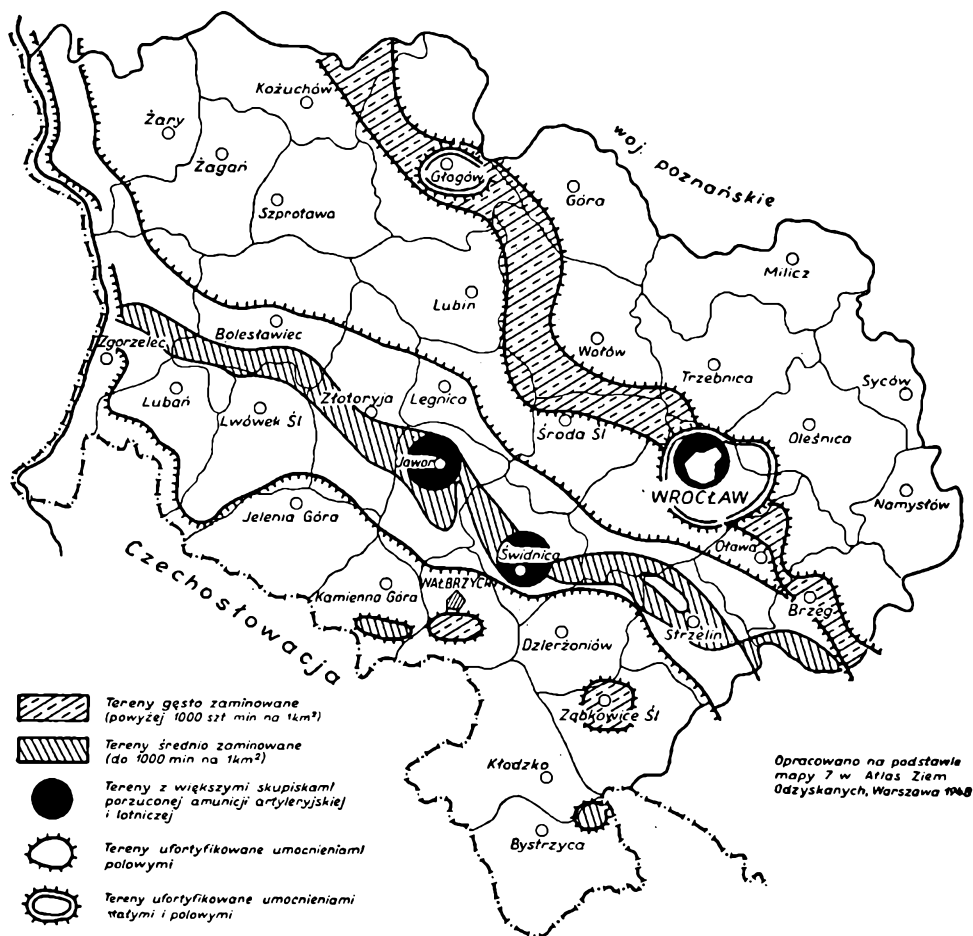 Kożuchów
Żary
Żagań
Głogów
woj. poznańskie
Góra
Szprotawa
Milicz
Lubin
Bolesławiec
Zgorzelec
Wołów
Trzebnica
Syców
Lubań
Lwówek Śl
Złotoryja
Legnica
Środa Śl
Oleśnica
Jawor
WROCŁAW
Namysłów
Jelenia Góra
Świdnica
Oława
Czechosłowacja
Kamienna Góra
WAŁBRZYCH
Brzeg
Strzelin
Dzierżoniów
Ząbkowice Śl
Kłodzko
Bystrzyca
Tereny gęsto zaminowane
(powyżej 1000 szt min na 1km²)
Tereny średnio zaminowane
(do 1000 min na 1km²)
Tereny z większymi skupiskami
porzuconej amunicji artyleryjskiej
i lotniczej
Tereny ufortyfikowane umocnieniami
polowymi
Tereny ufortyfikowane umocnieniami
stałymi i polowymi
Opracowano na podstawie
mapy 7 w Atlas Ziem
Odzyskanych, Warszawa 1948